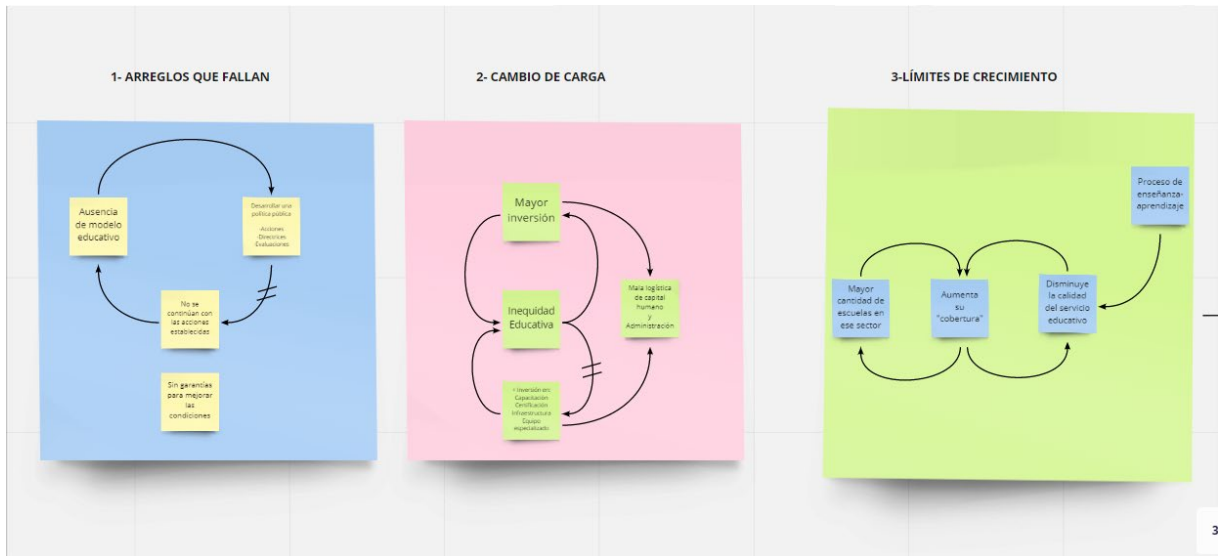 1- ARREGLOS QUE FALLAN
Ausencia
de modelo
educativo
Desarrollar una
política pública
-Acciones
-Directrices
Evaluaciones
No se
continúan con
las acciones
establecidas
Sin garantías
para mejorar
las
condiciones
2- CAMBIO DE CARGA
Mayor
inversión
Inequidad
Educativa
Mala logística
de capital
humano
y
Administración
< Inversión en:
Capacitación
Certificación
Infraestructura
Equipo
especializado
3-LÍMITES DE CRECIMIENTO
Proceso de
enseñanza-
aprendizaje
Mayor
cantidad de
escuelas en
ese sector
Aumenta
su
"cobertura"
Disminuye
la calidad
del servicio
educativo
3